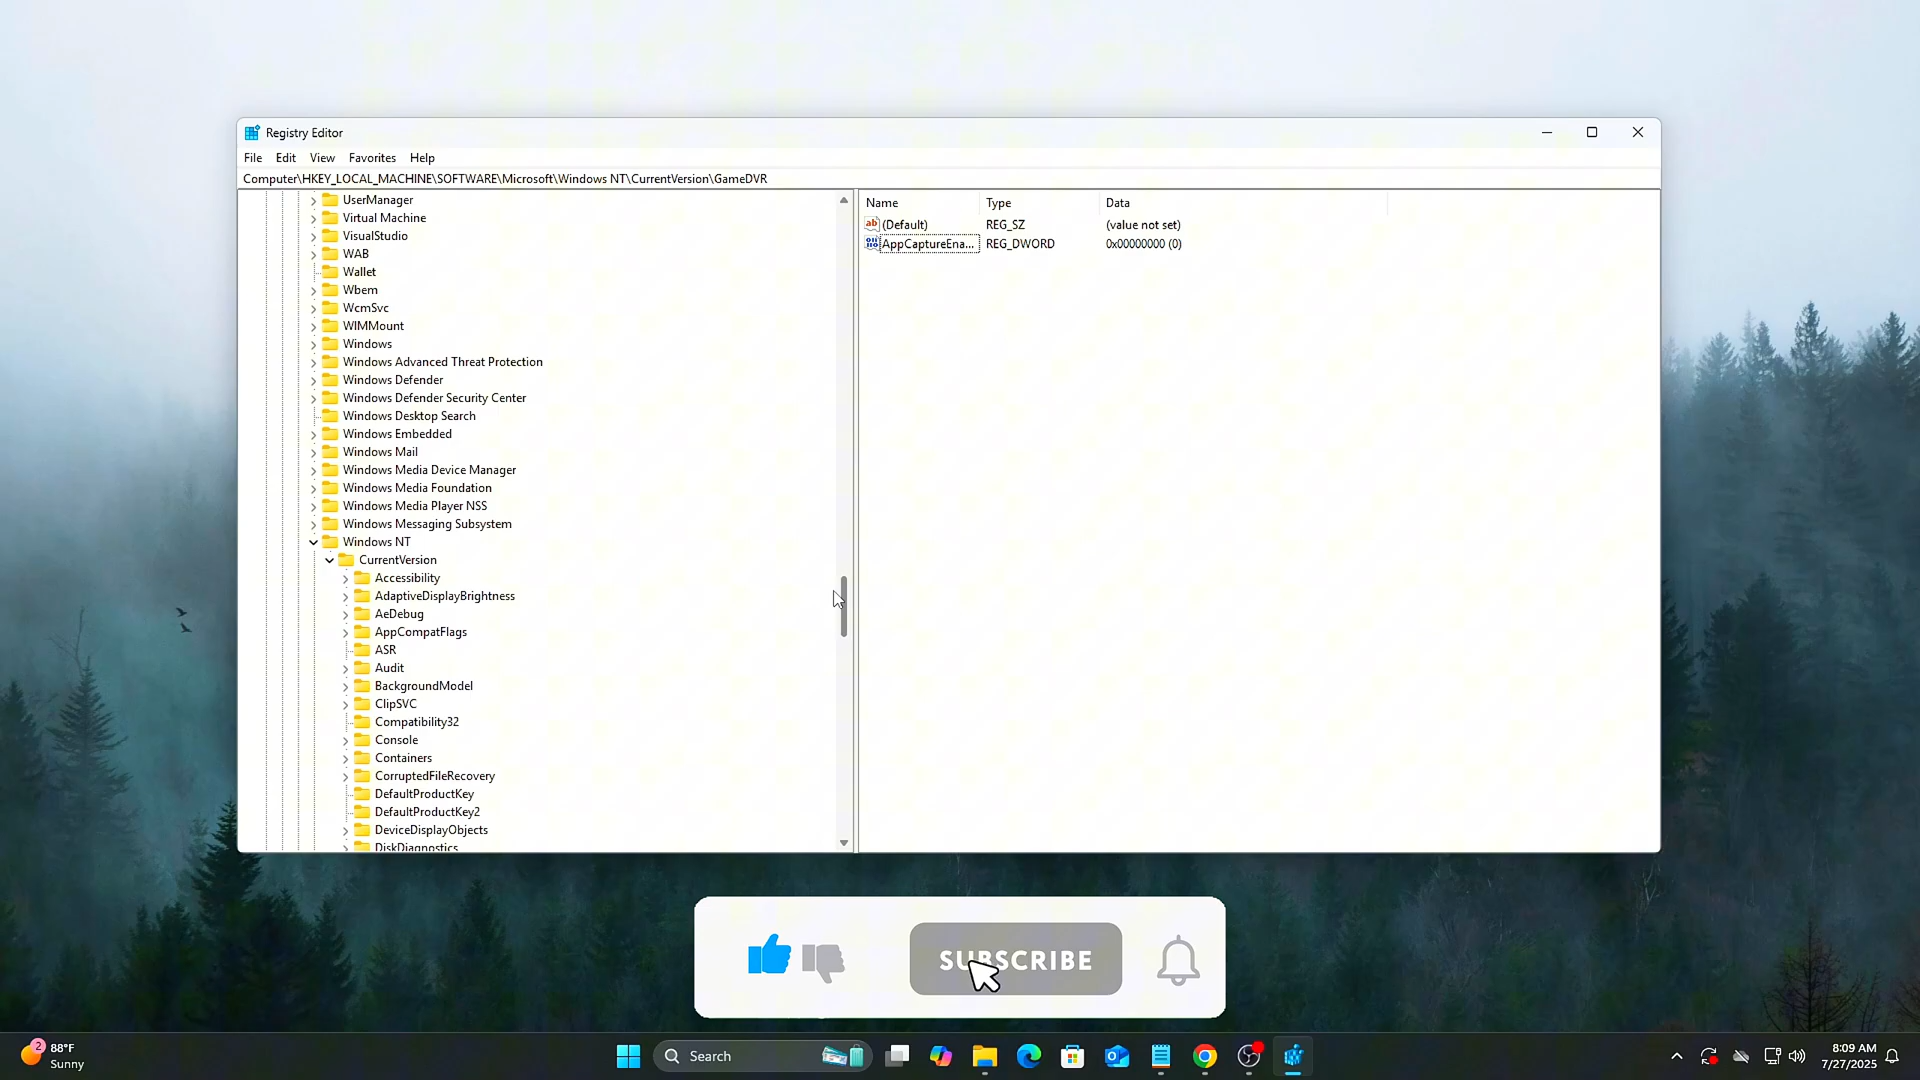 Registry Editor
File Edit View Favorites Help
Computer\HKEY_LOCAL_MACHINE\SOFTWARE\Microsoft\Windows NT\CurrentVersion\GameDVR
UserManager
Virtual Machine
VisualStudio
WAB
Wallet
Wbem
WcmSvc
WIMMount
Windows
Windows Advanced Threat Protection
Windows Defender
Windows Defender Security Center
Windows Desktop Search
Windows Embedded
Windows Mail
Windows Media Device Manager
Windows Media Foundation
Windows Media Player NSS
Windows Messaging Subsystem
Windows NT
CurrentVersion
Accessibility
AdaptiveDisplayBrightness
AeDebug
AppCompatFlags
ASR
Audit
BackgroundModel
ClipSVC
Compatibility32
Console
Containers
CorruptedFileRecovery
DefaultProductKey
DefaultProductKey2
DeviceDisplayObjects
DiskDiagnostics
Name Type Data
(Default) REG_SZ (value not set)
AppCaptureEna... REG_DWORD 0x00000000 (0)
SUBSCRIBE
2
88°F
Sunny
Search
8:09 AM
7/27/2025